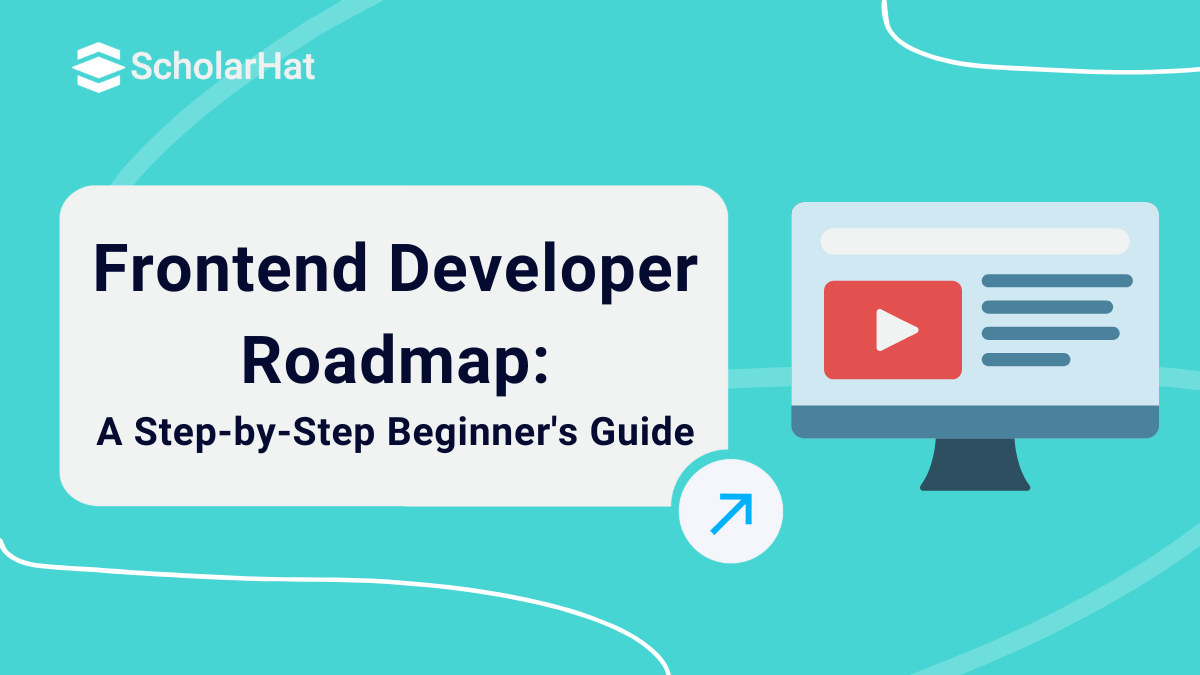 ScholarHat
Frontend Developer
Roadmap:
A Step-by-Step Beginner's Guide